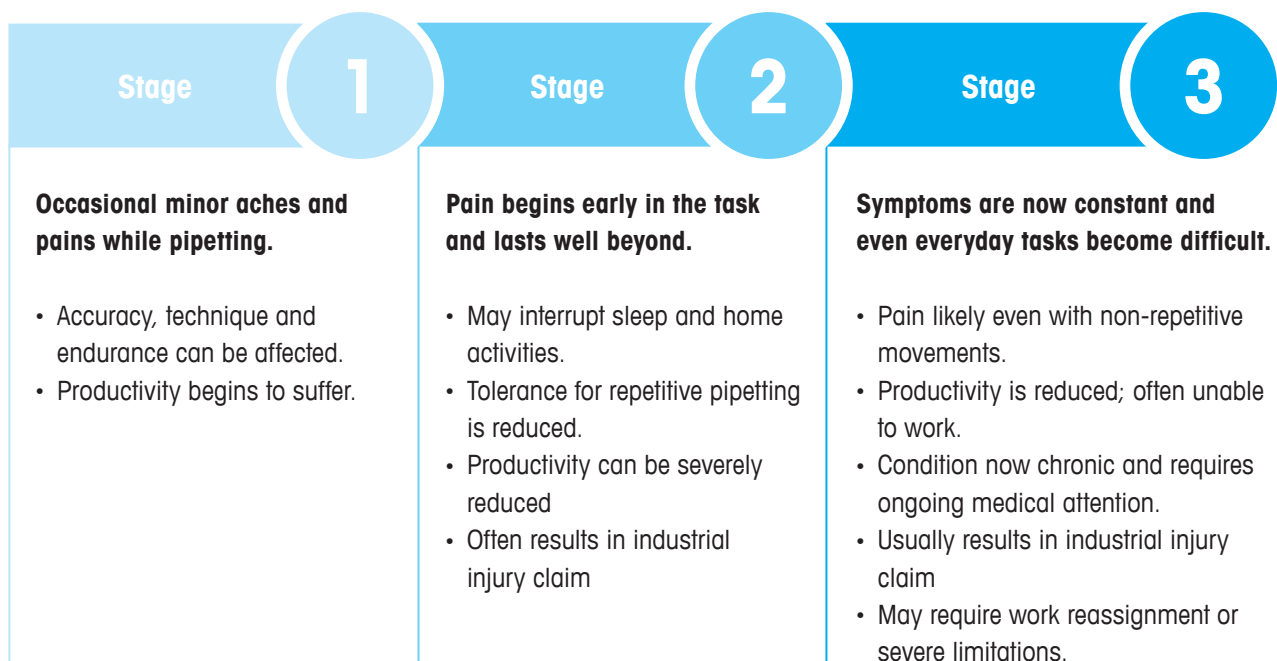 Stage 1
Occasional minor aches and
pains while pipetting.
• Accuracy, technique and
endurance can be affected.
• Productivity begins to suffer.
Stage 2
Pain begins early in the task
and lasts well beyond.
• May interrupt sleep and home
activities.
• Tolerance for repetitive pipetting
is reduced.
• Productivity can be severely
reduced
• Often results in industrial
injury claim
Stage 3
Symptoms are now constant and
even everyday tasks become difficult.
• Pain likely even with non-repetitive
movements.
• Productivity is reduced; often unable
to work.
• Condition now chronic and requires
ongoing medical attention.
• Usually results in industrial injury
claim
• May require work reassignment or
severe limitations.